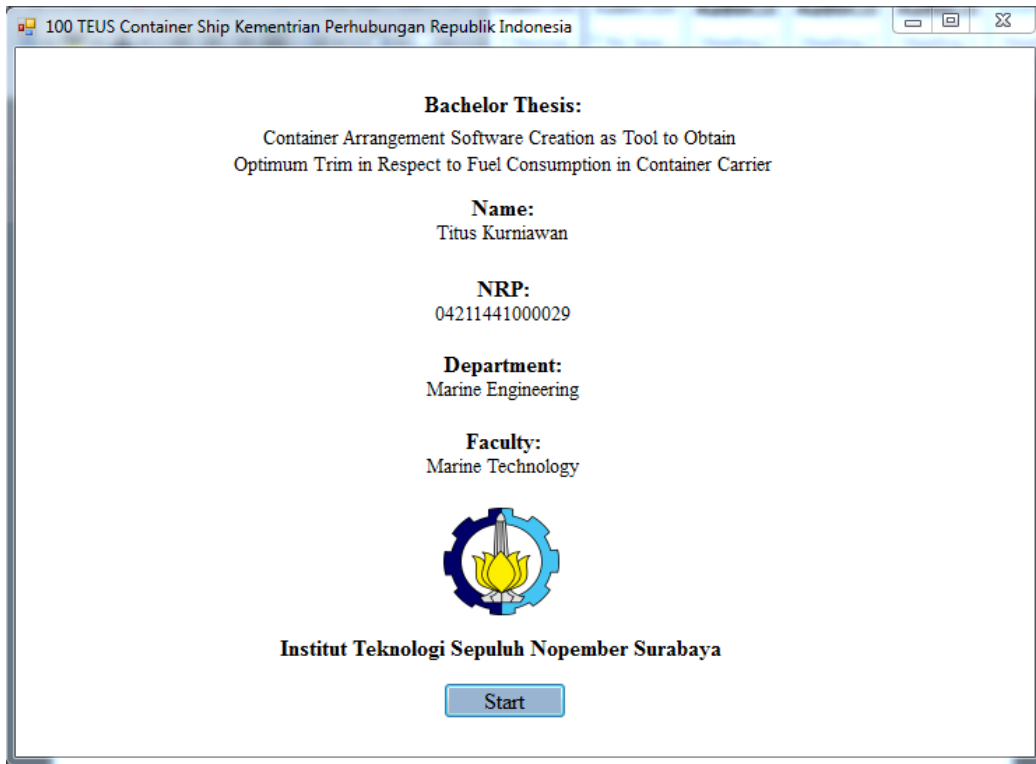 100 TEUS Container Ship Kementrian Perhubungan Republik Indonesia
Bachelor Thesis:
Container Arrangement Software Creation as Tool to Obtain
Optimum Trim in Respect to Fuel Consumption in Container Carrier
Name:
Titus Kurniawan
NRP:
04211441000029
Department:
Marine Engineering
Faculty:
Marine Technology
Institut Teknologi Sepuluh Nopember Surabaya
Start